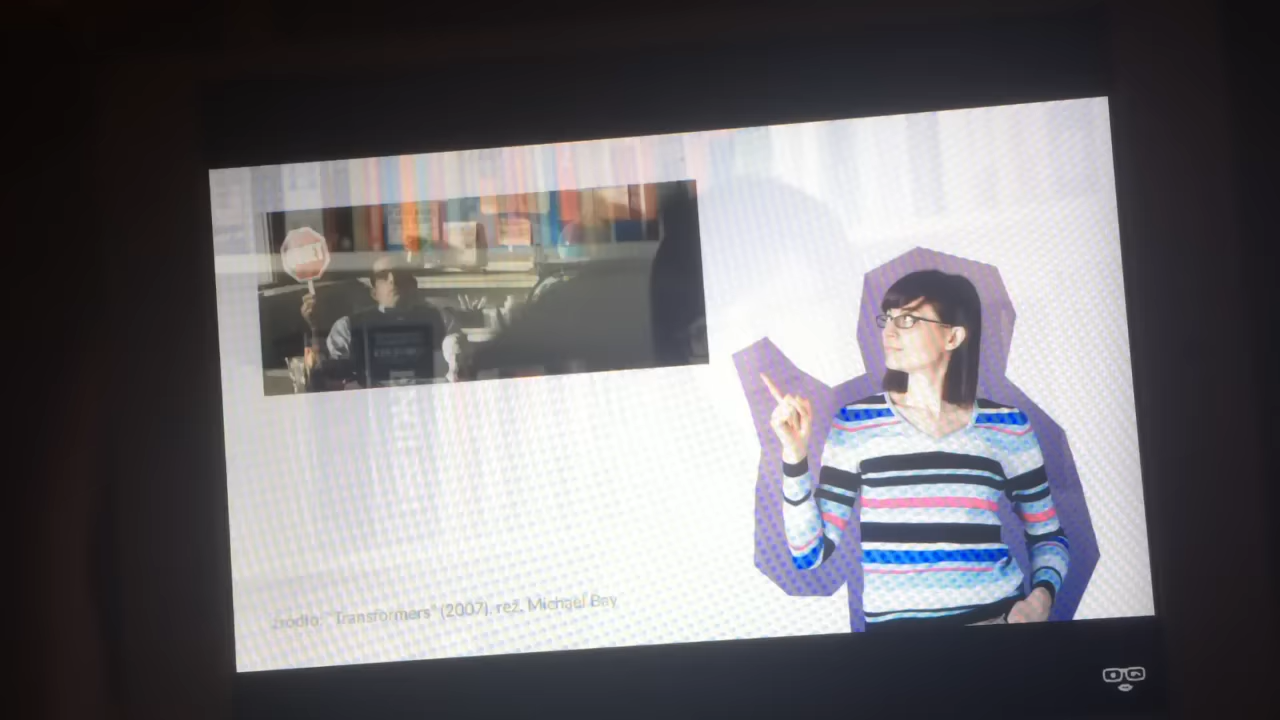 źródło: "Transformers" (2007), reż. Michael Bay